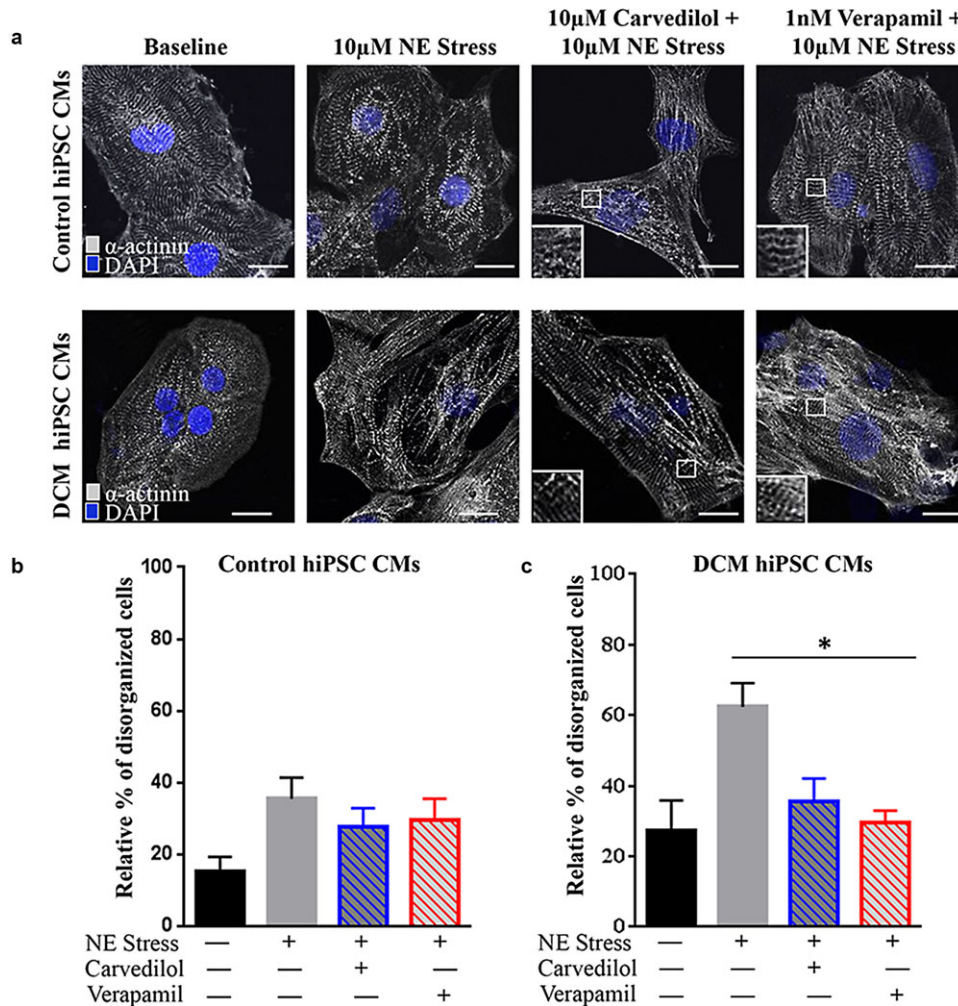 a
Baseline
10µM NE Stress
10µM Carvedilol +
10µM NE Stress
1nM Verapamil +
10µM NE Stress
Control hiPSC CMs
α-actinin
DAPI
DCM hiPSC CMs
α-actinin
DAPI
b
Control hiPSC CMs
Relative % of disorganized cells
100
80
60
40
20
0
NE Stress — + + +
Carvedilol — — + —
Verapamil — — — +
c
DCM hiPSC CMs
Relative % of disorganized cells
100
80
60
40
20
0
*
NE Stress — + + +
Carvedilol — — + —
Verapamil — — — +